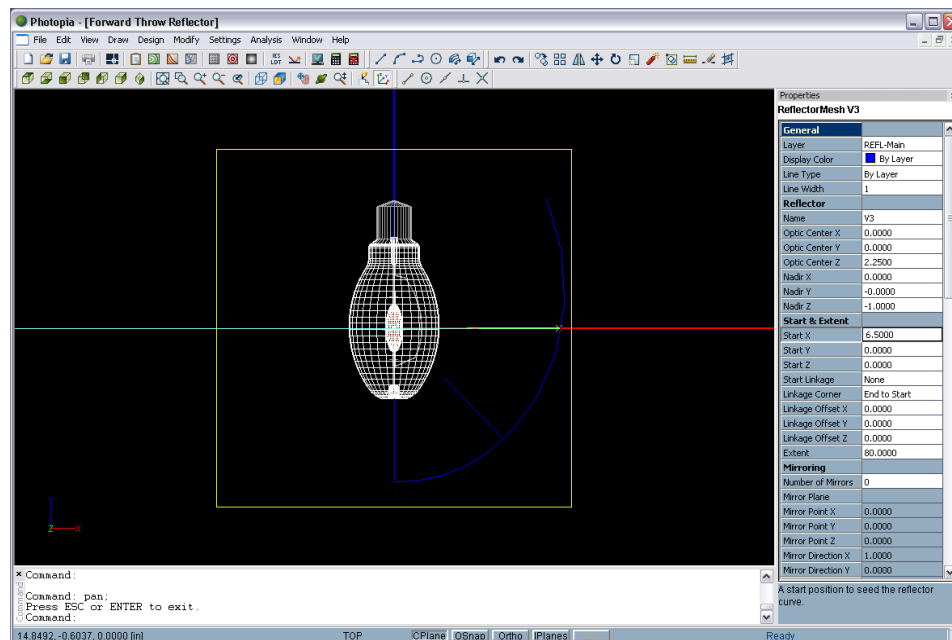 Photopia - [Forward Throw Reflector]
File Edit View Draw Design Modify Settings Analysis Window Help
IES
LDT
Properties
ReflectorMesh V3
General
Layer REFL-Main
Display Color By Layer
Line Type By Layer
Line Width 1
Reflector
Name V3
Optic Center X 0.0000
Optic Center Y 0.0000
Optic Center Z 2.2500
Nadir X 0.0000
Nadir Y -0.0000
Nadir Z -1.0000
Start & Extent
Start X 6.5000
Start Y 0.0000
Start Z 0.0000
Start Linkage None
Linkage Corner End to Start
Linkage Offset X 0.0000
Linkage Offset Y 0.0000
Linkage Offset Z 0.0000
Extent 80.0000
Mirroring
Number of Mirrors 0
Mirror Plane
Mirror Point X 0.0000
Mirror Point Y 0.0000
Mirror Point Z 0.0000
Mirror Direction X 1.0000
Mirror Direction Y 0.0000
A start position to seed the reflector
curve.
Z X
Command:
Command: pan;
Press ESC or ENTER to exit.
Command:
14.8492, -0.6037, 0.0000 [in] TOP CPlane OSnap Ortho IPlanes Ready